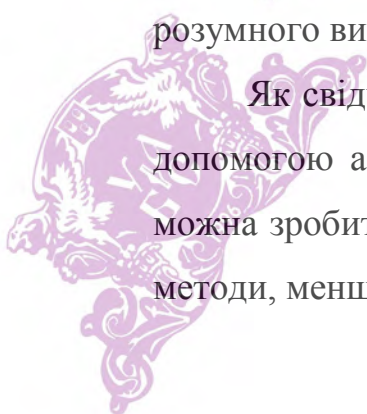 розумного ви
Як свід
допомогою а
можна зробит
методи, менш